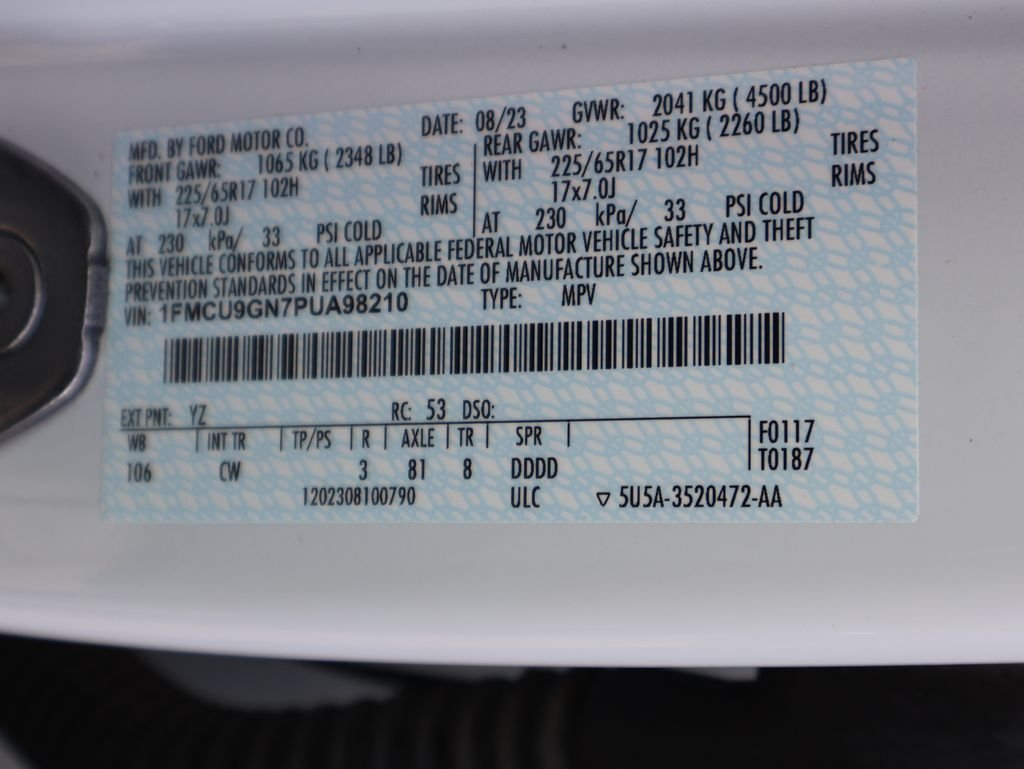 MFD. BY FORD MOTOR CO. DATE: 08/23 GVWR: 2041 KG ( 4500 LB)
FRONT GAWR: 1065 KG ( 2348 LB) REAR GAWR: 1025 KG ( 2260 LB)
WITH 225/65R17 102H TIRES WITH 225/65R17 102H TIRES
17x7.0J RIMS 17x7.0J RIMS
AT 230 kPa/ 33 PSI COLD AT 230 kPa/ 33 PSI COLD
THIS VEHICLE CONFORMS TO ALL APPLICABLE FEDERAL MOTOR VEHICLE SAFETY AND THEFT
PREVENTION STANDARDS IN EFFECT ON THE DATE OF MANUFACTURE SHOWN ABOVE.
VIN: 1FMCU9GN7PUA98210 TYPE: MPV
EXT PNT: YZ RC: 53 DSO:
WB INT TR TP/PS R AXLE TR SPR F0117
106 CW 3 81 8 DDDD T0187
1202308100790 ULC ▽ 5U5A-3520472-AA